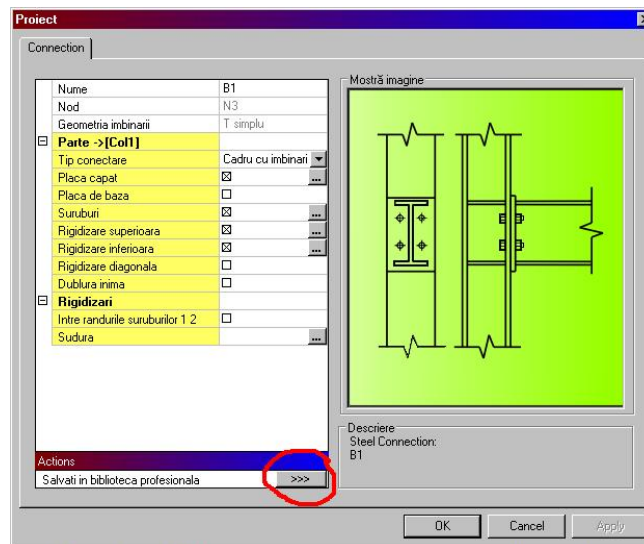 Proiect
Connection
Nume B1
Nod N3
Geometria imbinarii T simplu
Parte ->[Col1]
Tip conectare Cadru cu imbinari
Placa capat ...
Placa de baza
Suruburi ...
Rigidizare superioara ...
Rigidizare inferioara ...
Rigidizare diagonala
Dublura inima
Rigidizari
Intre randurile suruburilor 1 2
Sudura ...
Actions
Salvati in biblioteca profesionala >>>
Mostră imagine
Descriere
Steel Connection:
B1
OK Cancel Apply